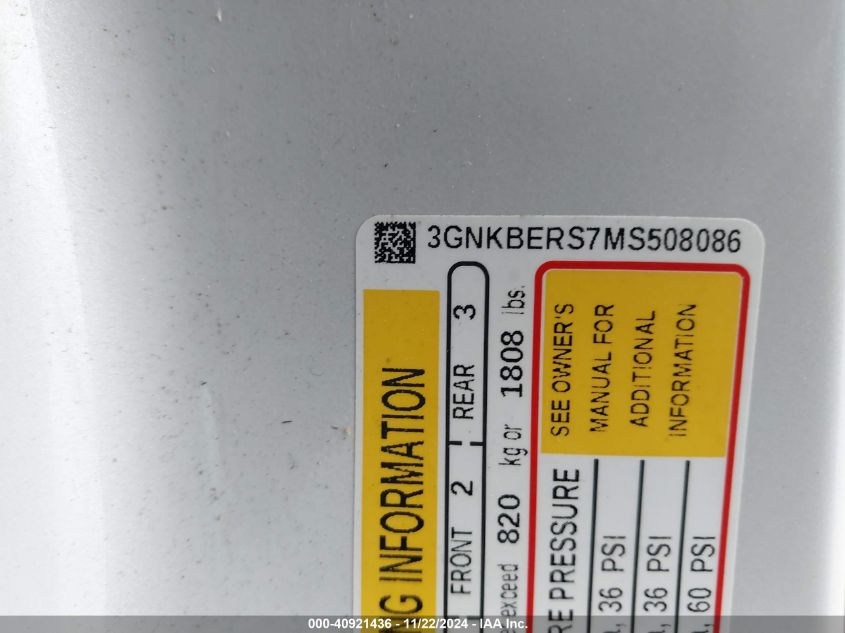 3GNKBERS7MS508086
NG INFORMATION
FRONT 2 REAR 3
exceed 820 kg or 1808 lbs.
RE PRESSURE
SEE OWNER'S
MANUAL FOR
ADDITIONAL
INFORMATION
, 36 PSI
, 36 PSI
, 60 PSI
000-40921436 - 11/22/2024 - IAA Inc.